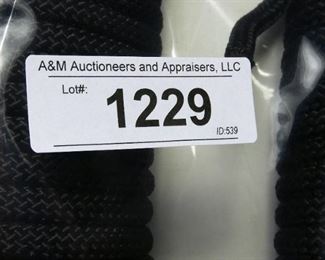 A&M Auctioneers and Appraisers, LLC
Lot#:
1229
ID:539